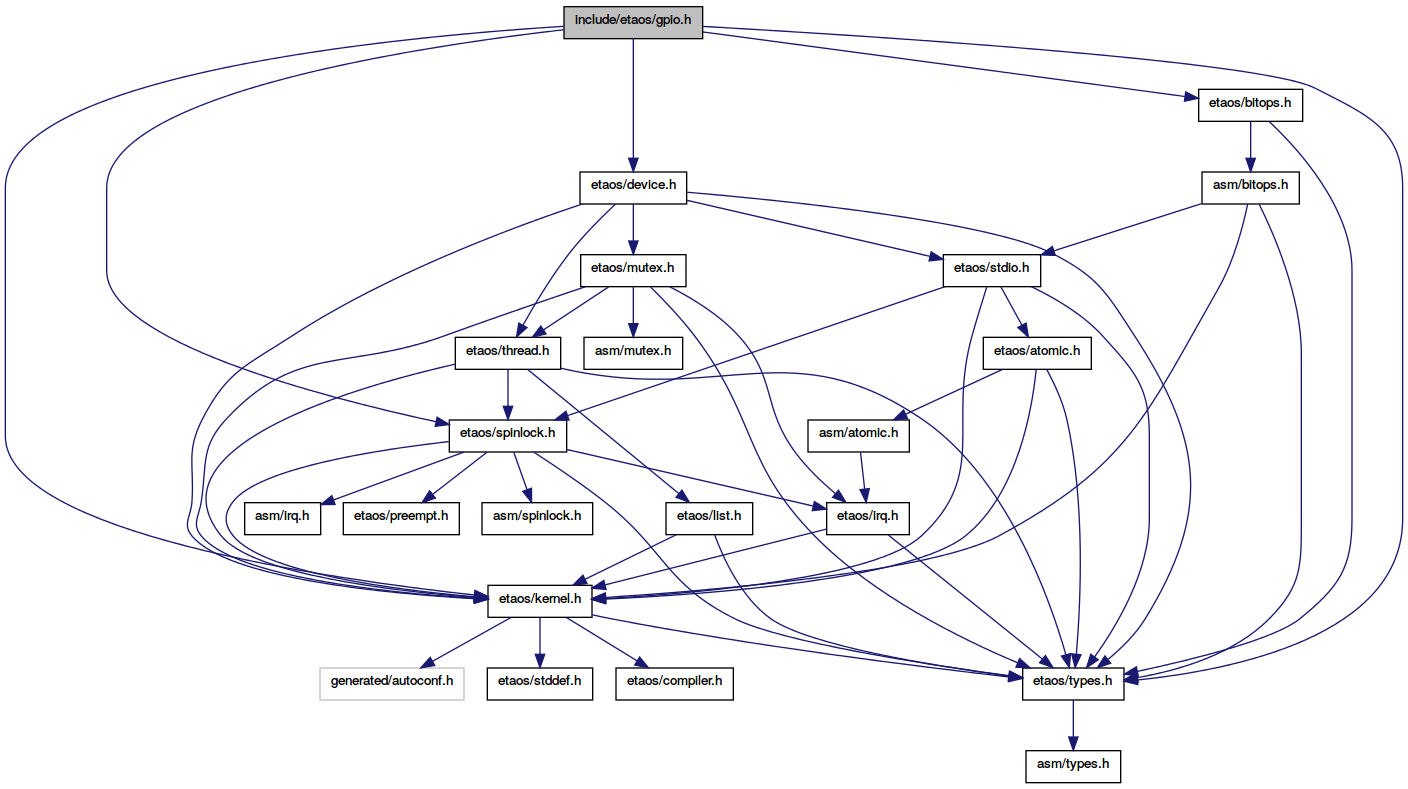 include/etaos/gpio.h
etaos/bitops.h
etaos/device.h
asm/bitops.h
etaos/mutex.h
etaos/stdio.h
etaos/thread.h
asm/mutex.h
etaos/atomic.h
etaos/spinlock.h
asm/atomic.h
asm/irq.h
etaos/preempt.h
asm/spinlock.h
etaos/list.h
etaos/irq.h
etaos/kernel.h
generated/autoconf.h
etaos/stddef.h
etaos/compiler.h
etaos/types.h
asm/types.h